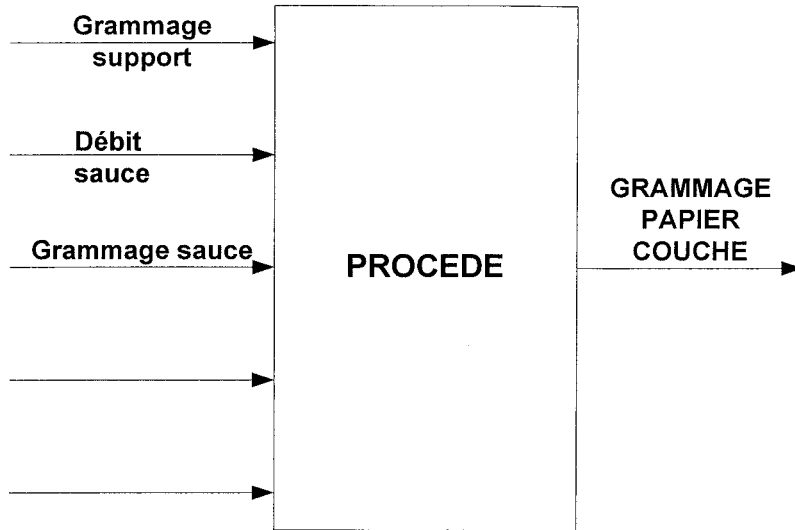 Grammage
support
Débit
sauce
Grammage sauce
PROCEDE
GRAMMAGE
PAPIER
COUCHE